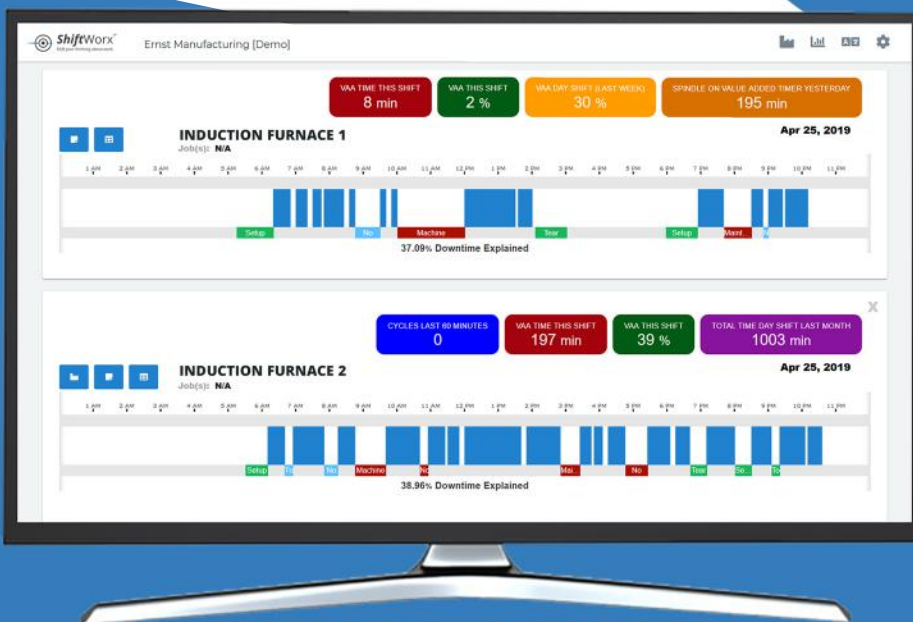 ShiftWorx
Ernst Manufacturing [Demo]
VAA TIME THIS SHIFT
8 min
VAA THIS SHIFT
2 %
VAA DAY SHIFT (LAST WEEK)
30 %
SPINDLE ON VALUE ADDED TIMER YESTERDAY
195 min
INDUCTION FURNACE 1
Apr 25, 2019
Job(s): N/A
1 AM 2 AM 3 AM 4 AM 5 AM 6 AM 7 AM 8 AM 9 AM 10 AM 11 AM 12 PM 1 PM 2 PM 3 PM 4 PM 5 PM 6 PM 7 PM 8 PM 9 PM 10 PM 11 PM
Setup No Machine Tear Setup Maint... N
37.09% Downtime Explained
X
CYCLES LAST 60 MINUTES
0
VAA TIME THIS SHIFT
197 min
VAA THIS SHIFT
39 %
TOTAL TIME DAY SHIFT LAST MONTH
1003 min
INDUCTION FURNACE 2
Apr 25, 2019
Job(s): N/A
1 AM 2 AM 3 AM 4 AM 5 AM 6 AM 7 AM 8 AM 9 AM 10 AM 11 AM 12 PM 1 PM 2 PM 3 PM 4 PM 5 PM 6 PM 7 PM 8 PM 9 PM 10 PM 11 PM
Setup To No Machine No Mai... No Tear Se... To
38.96% Downtime Explained